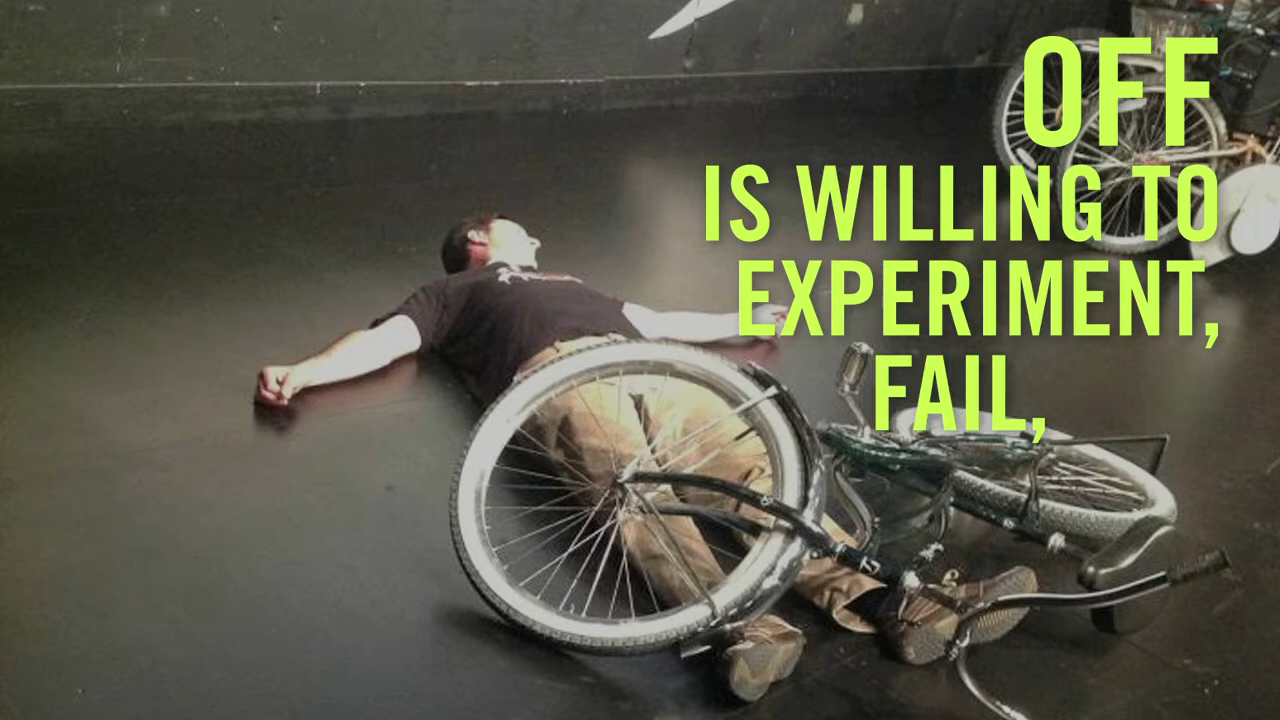 OFF
IS WILLING TO
EXPERIMENT,
FAIL,